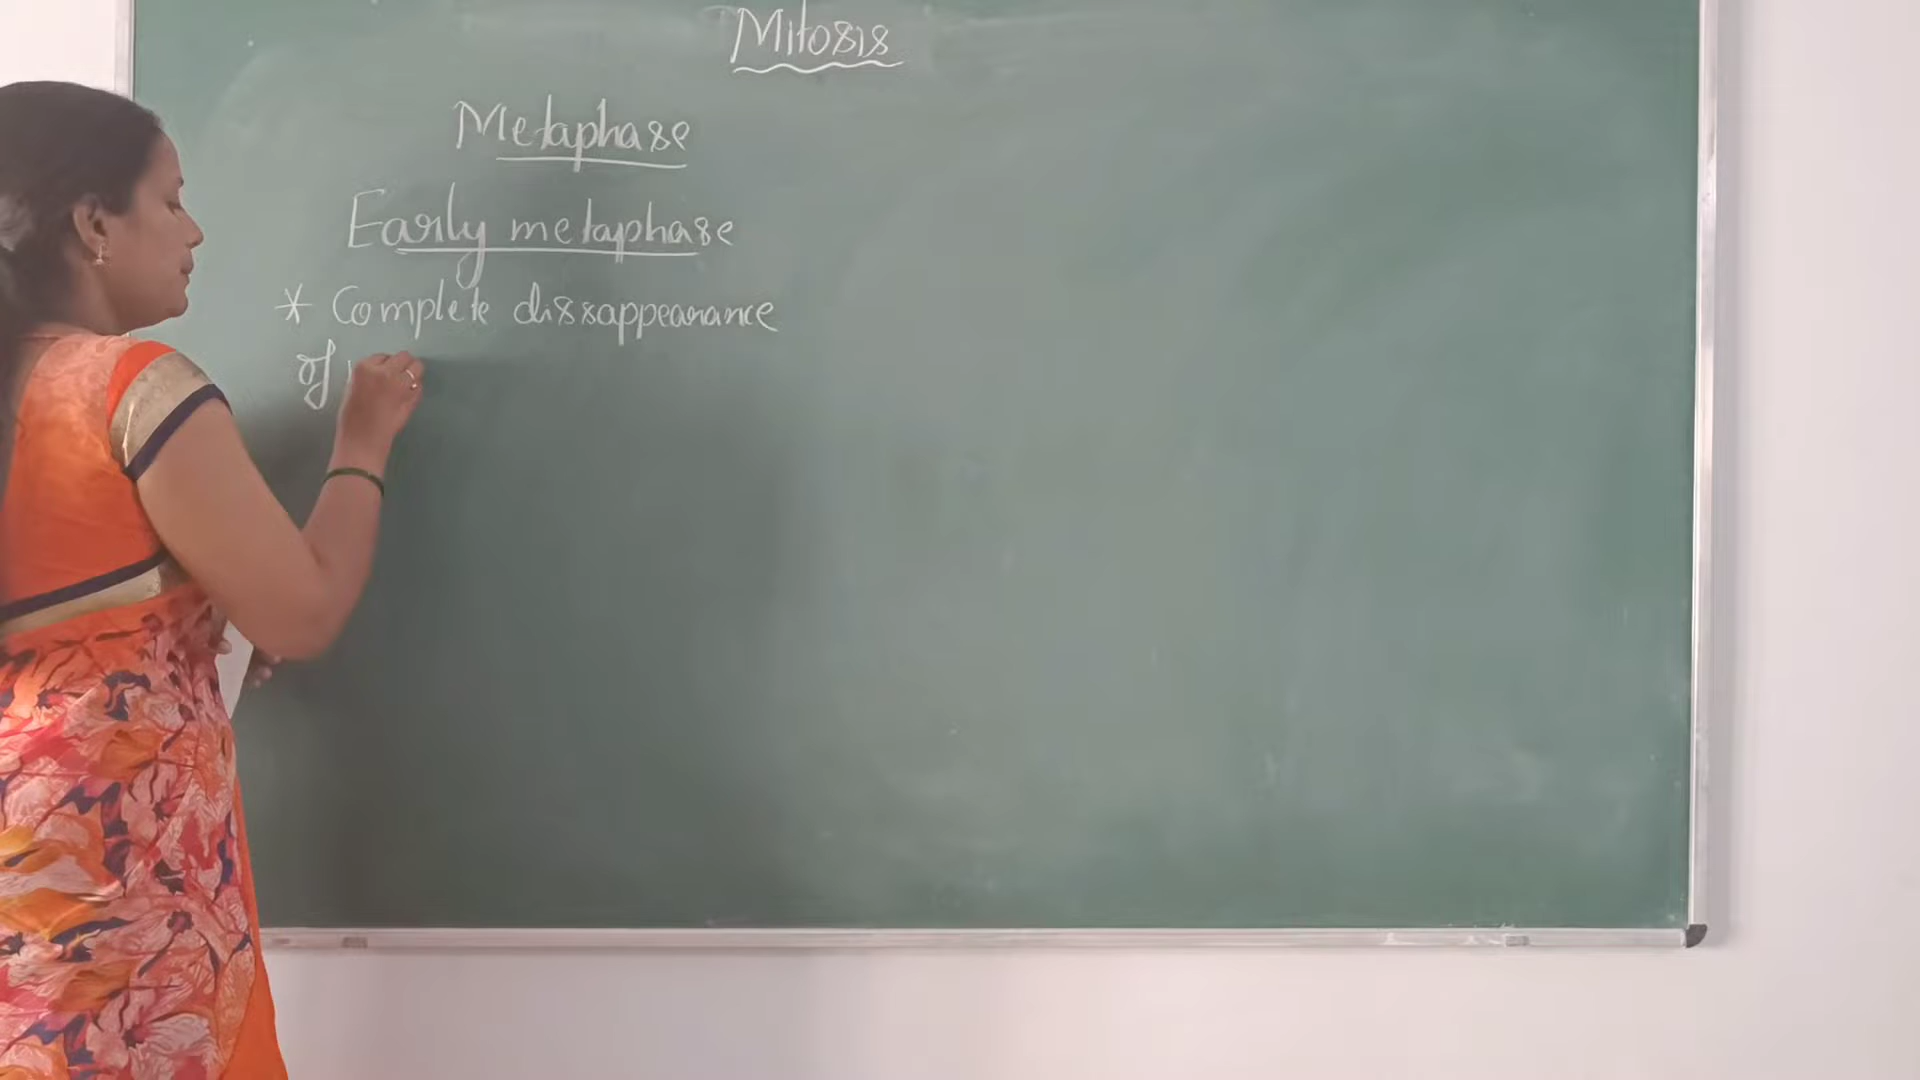 Mitosis
Metaphase
Early metaphase
* Complete dissappearance
of